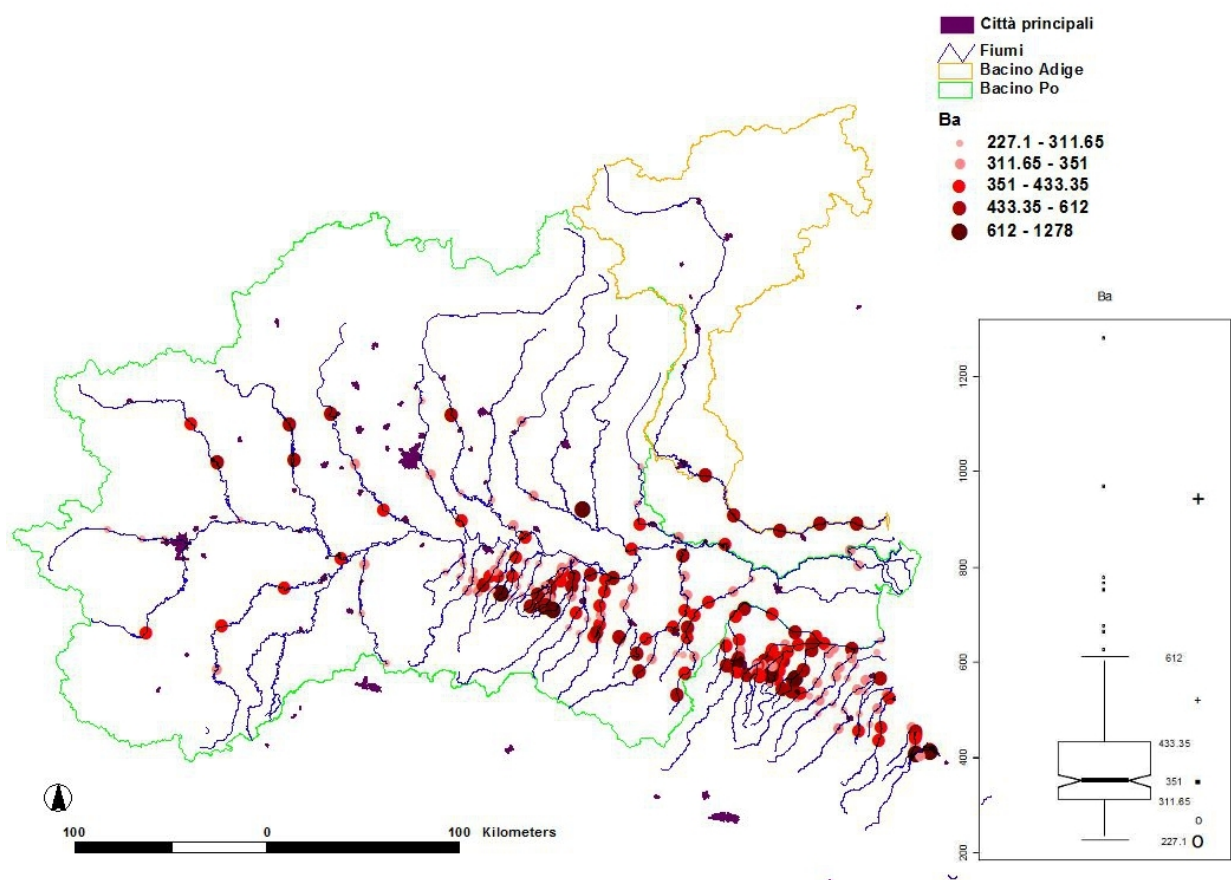 Città principali
Fiumi
Bacino Adige
Bacino Po
Ba
227.1 - 311.65
311.65 - 351
351 - 433.35
433.35 - 612
612 - 1278
Ba
1200
1000
800
600
400
200
612
433.35
351
311.65
227.1
100 0 100 Kilometers